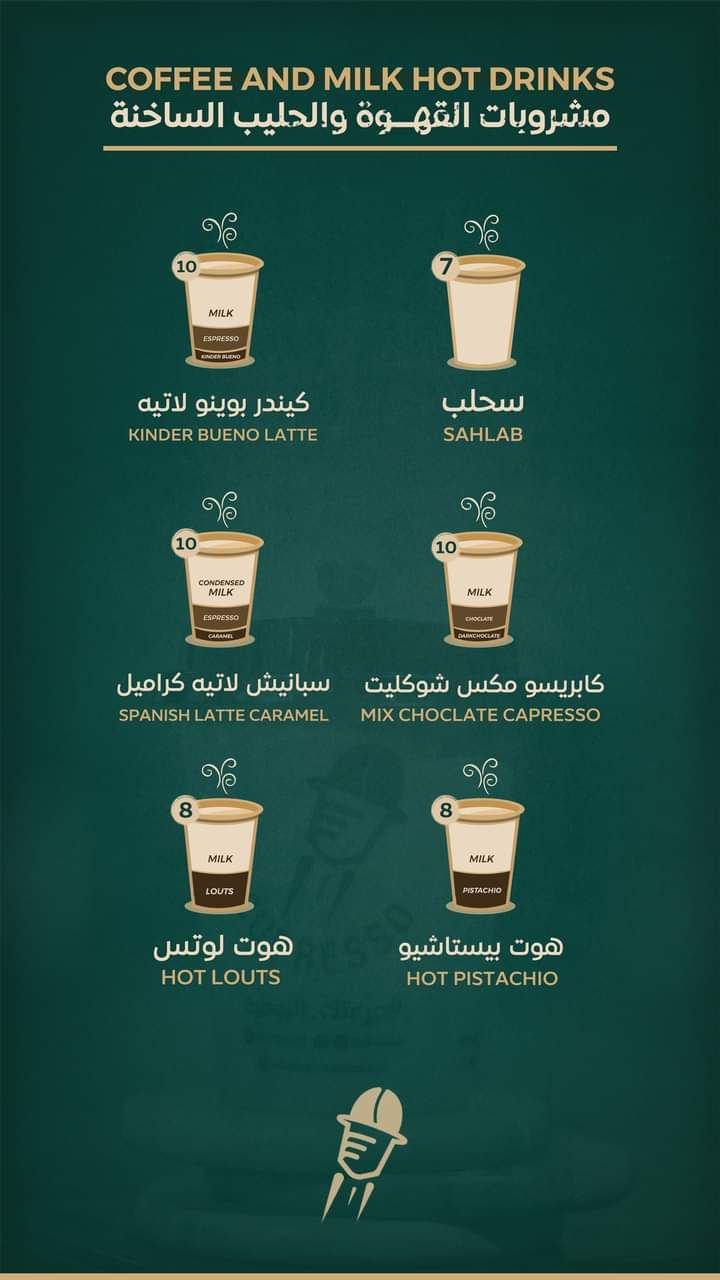 COFFEE AND MILK HOT DRINKS
مشروبات القهوة والحليب الساخنة
10
MILK
ESPRESSO
KINDER BUENO
كيندر بوينو لاتيه
KINDER BUENO LATTE
7
سحلب
SAHLAB
10
CONDENSED
MILK
ESPRESSO
CARAMEL
سبانيش لاتيه كراميل
SPANISH LATTE CARAMEL
10
MILK
CHOCLATE
DARKCHOCLATE
كابريسو مكس شوكليت
MIX CHOCLATE CAPRESSO
8
MILK
LOUTS
هوت لوتس
HOT LOUTS
8
MILK
PISTACHIO
هوت بيستاشيو
HOT PISTACHIO